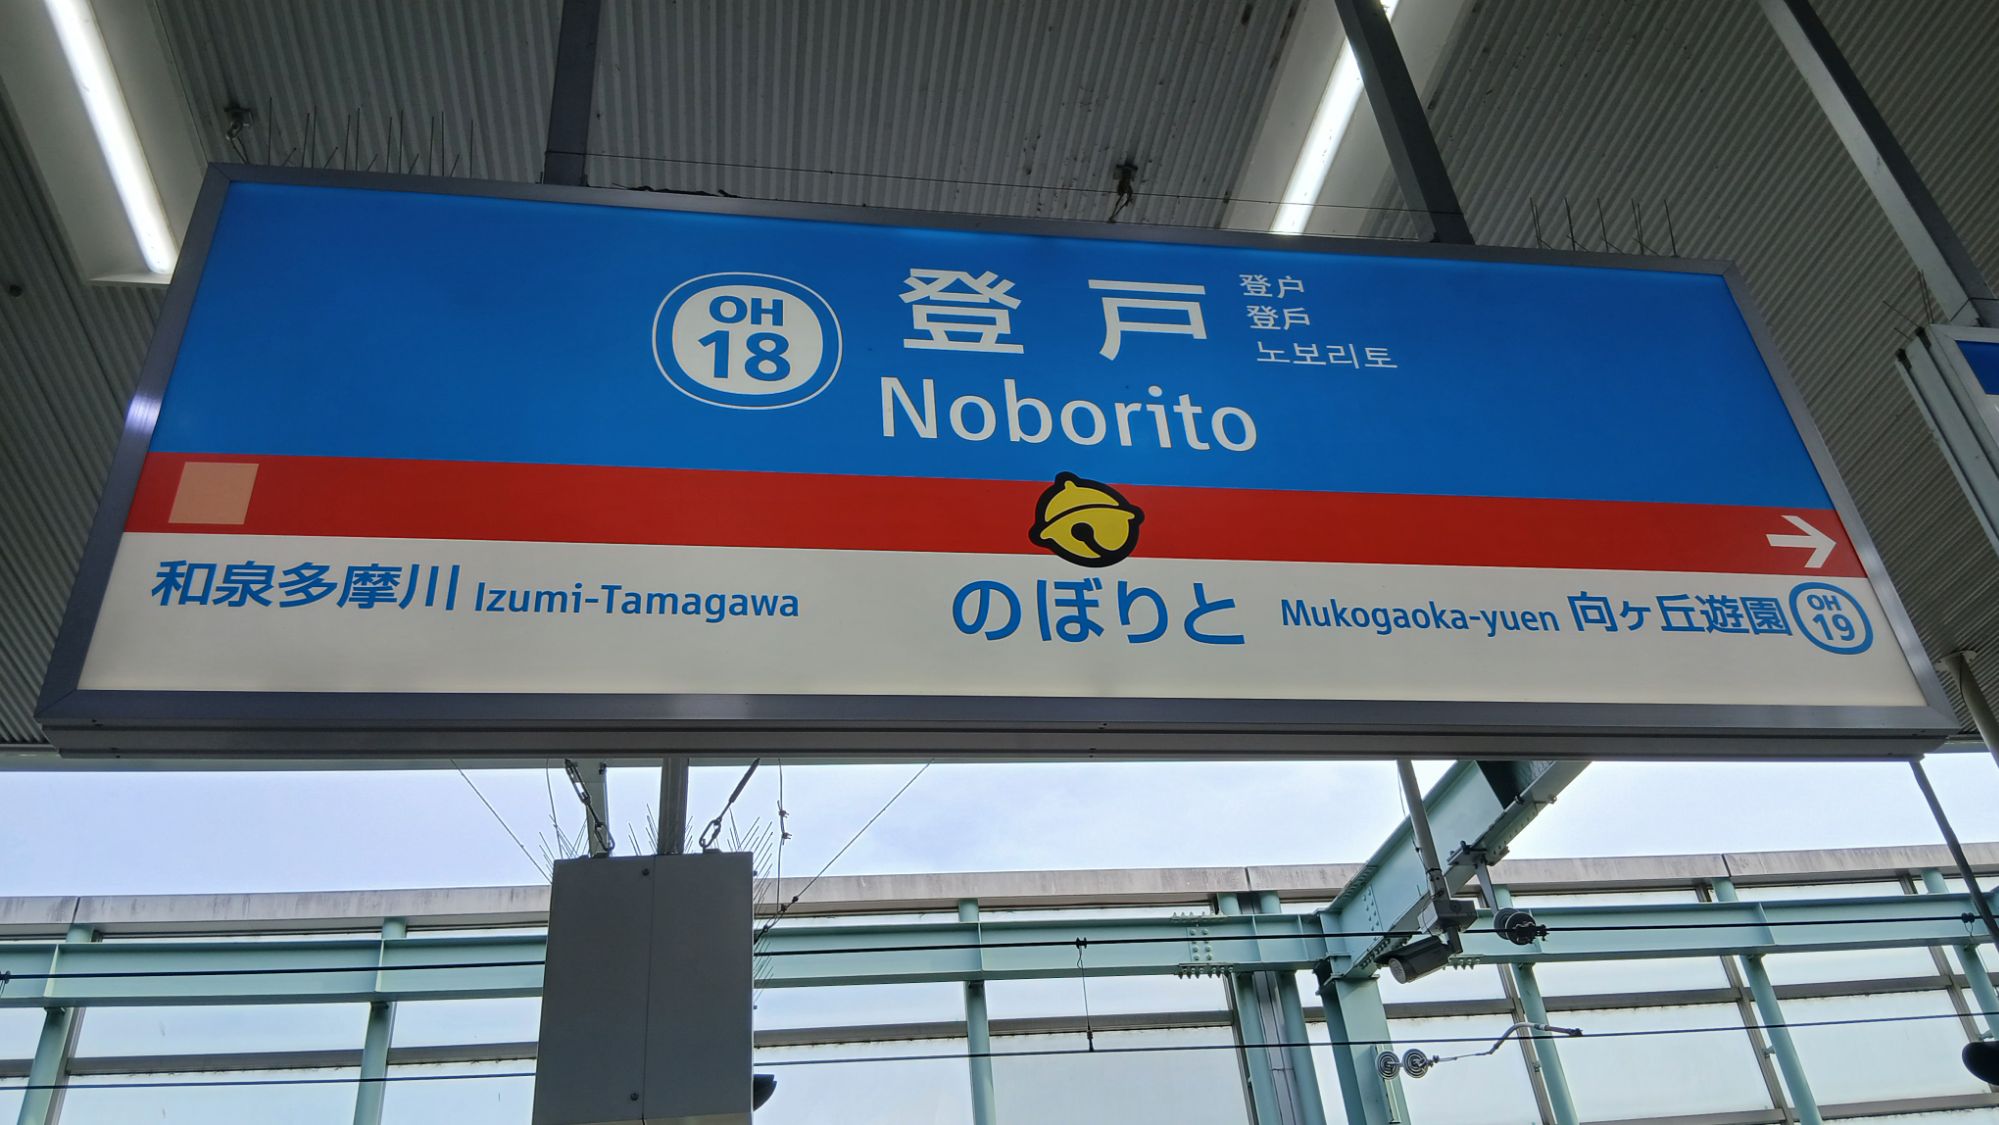 OH
18
登戸
登户
登戶
노보리토
Noborito
和泉多摩川 Izumi-Tamagawa
のぼりと
Mukogaoka-yuen 向ヶ丘遊園
OH
19